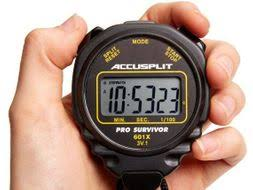 MODE
SPLIT RESET
START STOP
ACCUSPLIT
10:5323
MIN. SEC. 1/100
PRO SURVIVOR
601X
3V.1